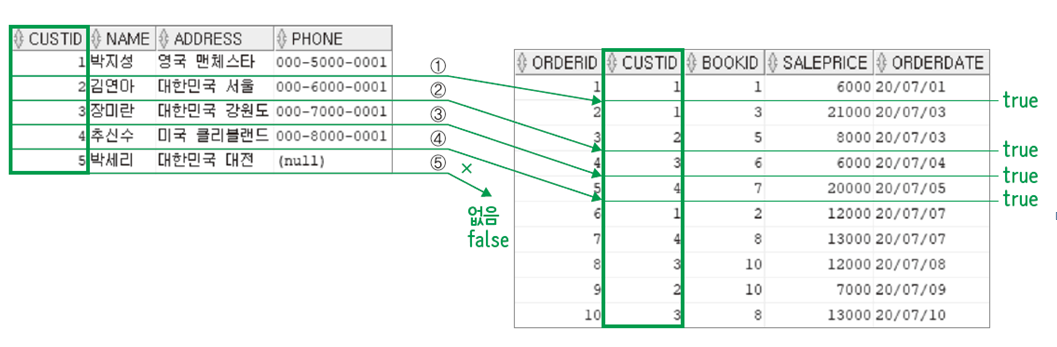 CUSTID NAME ADDRESS PHONE
1 박지성 영국 맨체스타 000-5000-0001
2 김연아 대한민국 서울 000-6000-0001
3 장미란 대한민국 강원도 000-7000-0001
4 추신수 미국 클리블랜드 000-8000-0001
5 박세리 대한민국 대전 (null)
①
②
③
④
⑤
×
없음
false
ORDERID CUSTID BOOKID SALEPRICE ORDERDATE
1 1 1 6000 20/07/01
2 1 3 21000 20/07/03
3 2 5 8000 20/07/03
4 3 6 6000 20/07/04
5 4 7 20000 20/07/05
6 1 2 12000 20/07/07
7 4 8 13000 20/07/07
8 3 10 12000 20/07/08
9 2 10 7000 20/07/09
10 3 8 13000 20/07/10
true
true
true
true